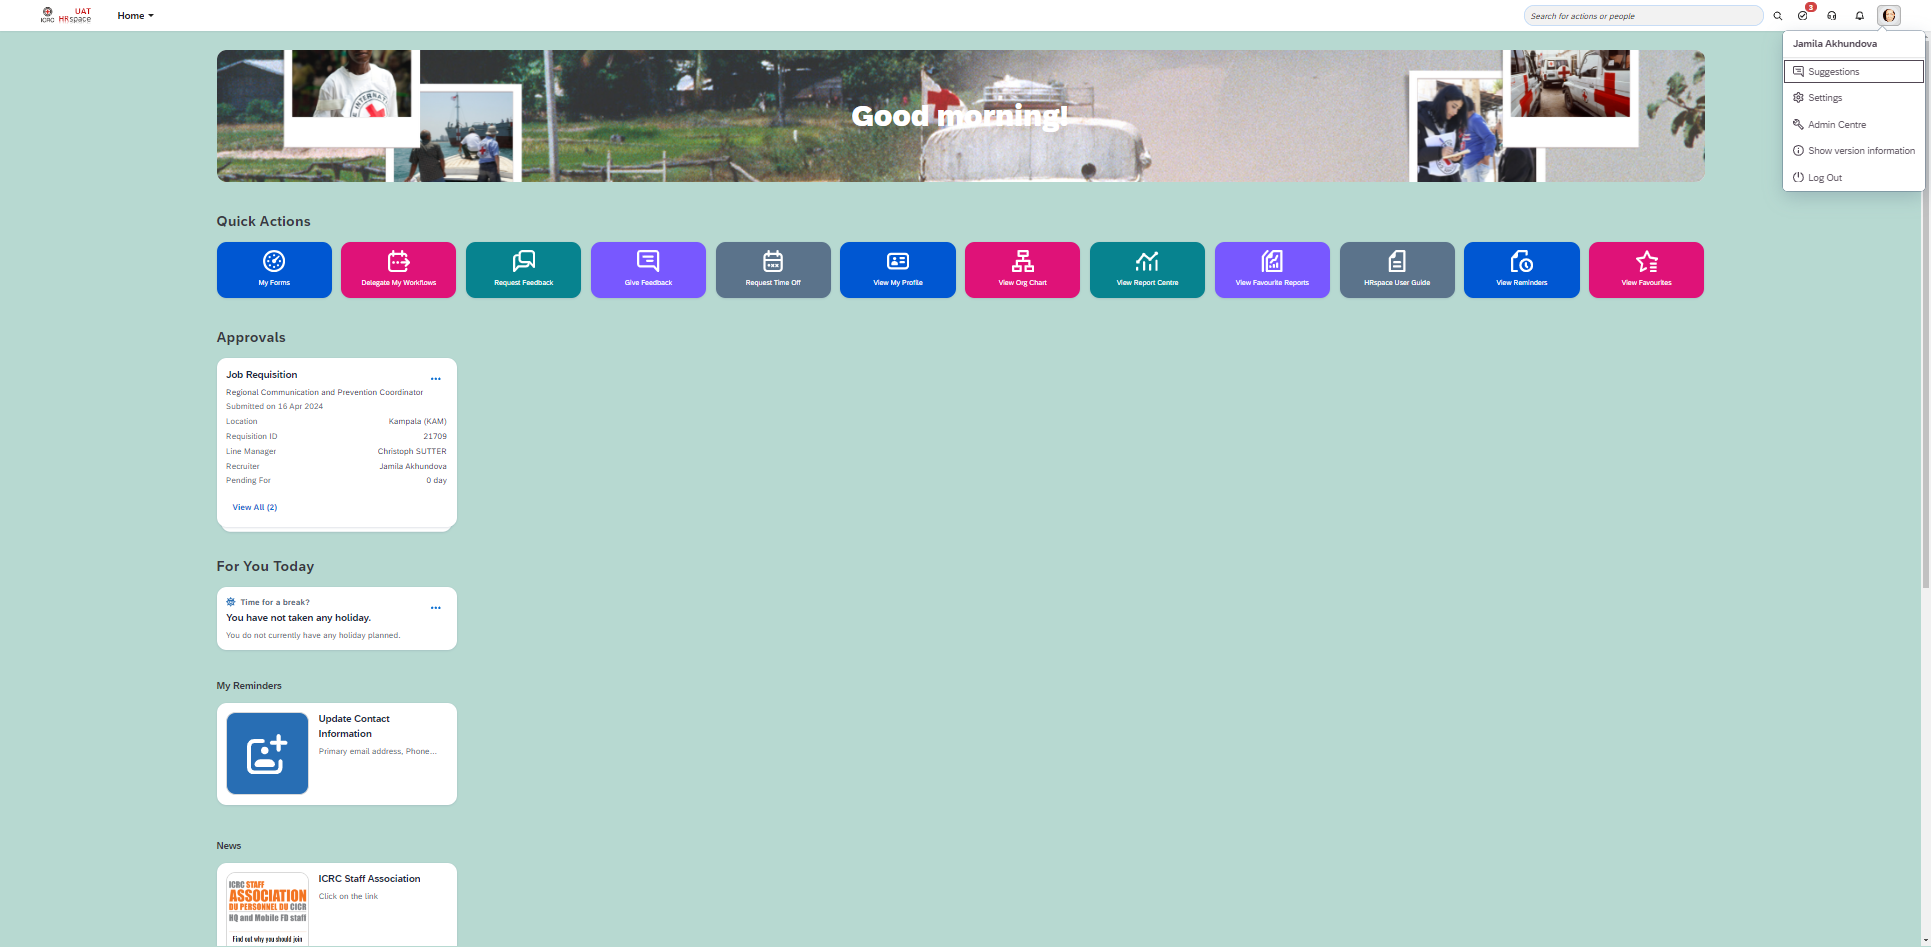 ICRC
UAT
HRspace
Home
Search for actions or people
3
Jamila Akhundova
Suggestions
Settings
Admin Centre
Show version information
Log Out
INTERNAT
Good morning!
Quick Actions
My Forms
Delegate My Workflows
Request Feedback
Give Feedback
Request Time Off
View My Profile
View Org Chart
View Report Centre
View Favourite Reports
HRspace User Guide
View Reminders
View Favourites
Approvals
Job Requisition
Regional Communication and Prevention Coordinator
Submitted on 16 Apr 2024
Location Kampala (KAM)
Requisition ID 21709
Line Manager Christoph SUTTER
Recruiter Jamila Akhundova
Pending For 0 day
View All (2)
For You Today
Time for a break?
You have not taken any holiday.
You do not currently have any holiday planned.
My Reminders
Update Contact
Information
Primary email address, Phone...
News
ICRC Staff Association
Click on the link
ICRC STAFF
ASSOCIATION
DU PERSONNEL DU CICR
HQ and Mobile FD staff
Find out why you should join